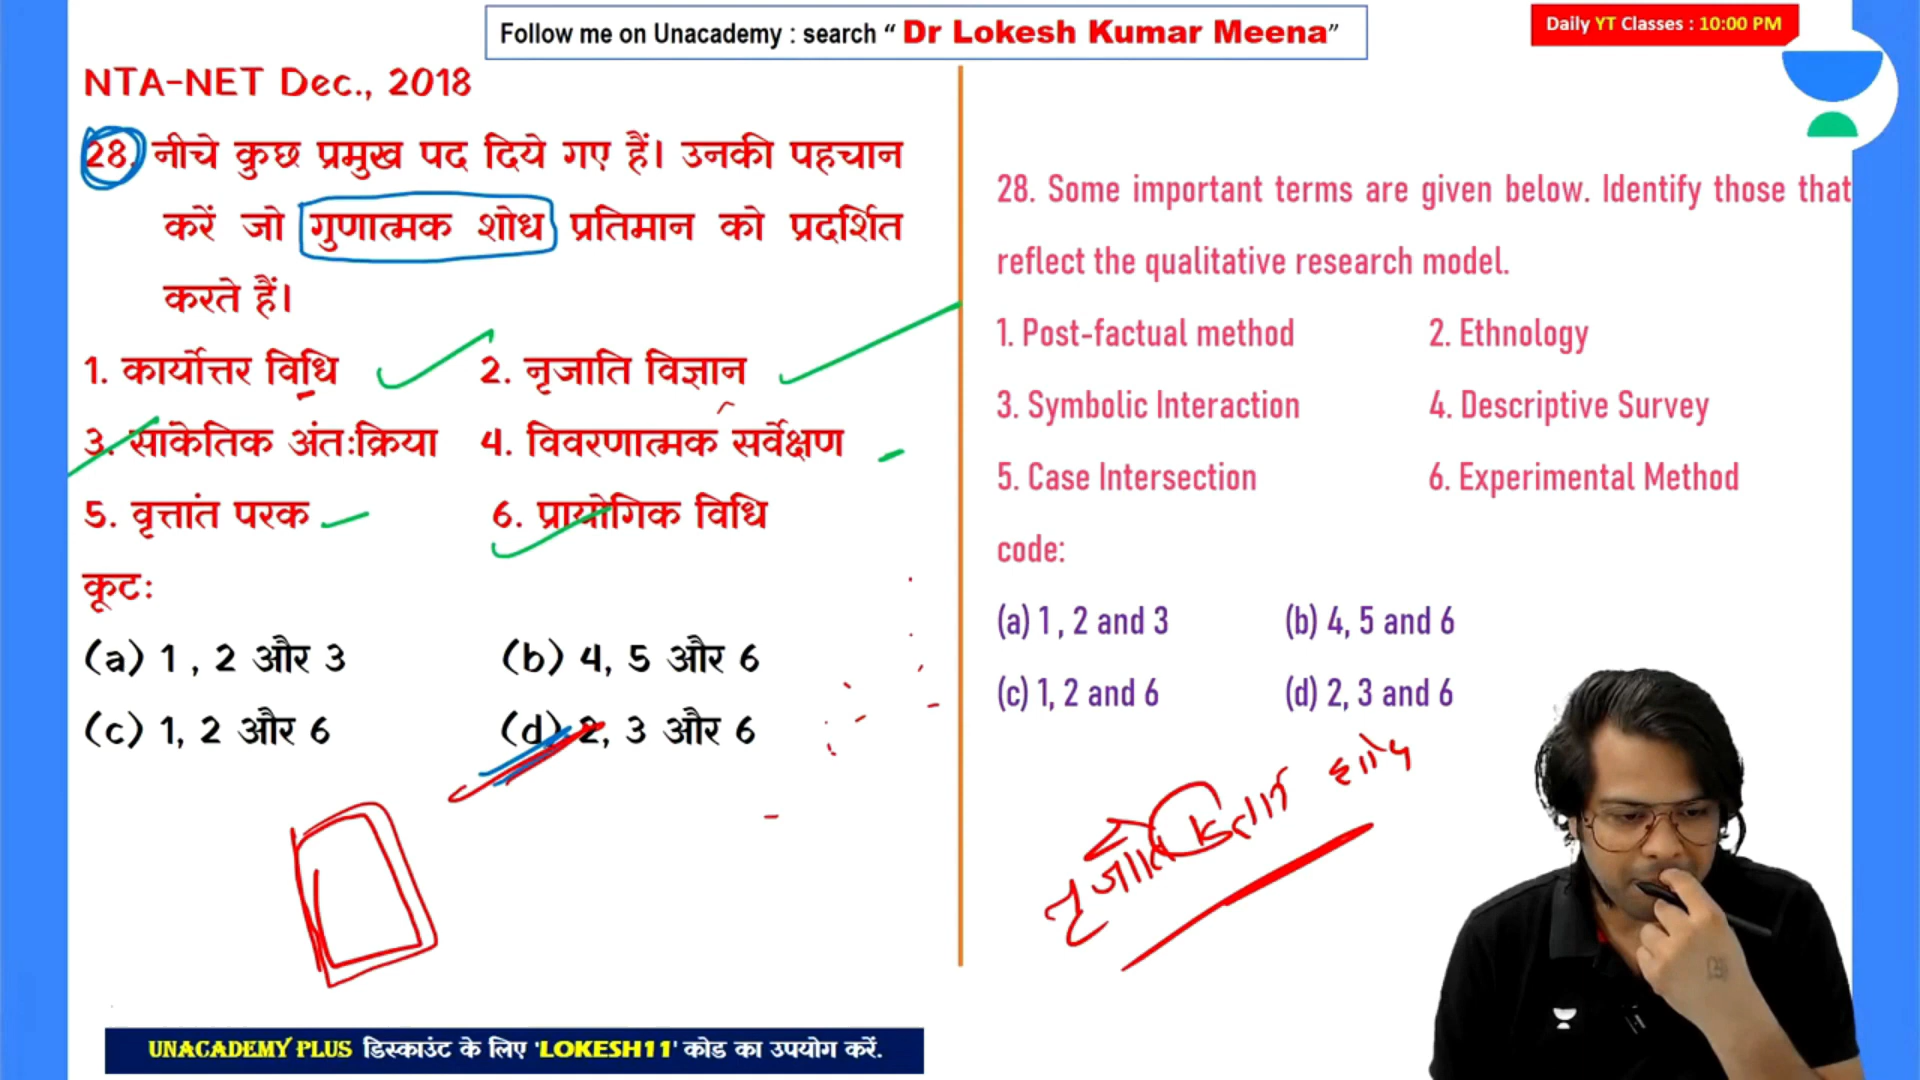 Follow me on Unacademy : search “ Dr Lokesh Kumar Meena”
Daily YT Classes : 10:00 PM
NTA-NET Dec., 2018
28. नीचे कुछ प्रमुख पद दिये गए हैं। उनकी पहचान
करें जो गुणात्मक शोध प्रतिमान को प्रदर्शित
करते हैं।
1. कार्योत्तर विधि 2. नृजाति विज्ञान
3. सांकेतिक अंतःक्रिया 4. विवरणात्मक सर्वेक्षण
5. वृत्तांत परक 6. प्रायोगिक विधि
कूटः
(a) 1 , 2 और 3 (b) 4, 5 और 6
(c) 1, 2 और 6 (d) 2, 3 और 6
28. Some important terms are given below. Identify those that
reflect the qualitative research model.
1. Post-factual method 2. Ethnology
3. Symbolic Interaction 4. Descriptive Survey
5. Case Intersection 6. Experimental Method
code:
(a) 1 , 2 and 3 (b) 4, 5 and 6
(c) 1, 2 and 6 (d) 2, 3 and 6
UNACADEMY PLUS डिस्काउंट के लिए 'LOKESH11' कोड का उपयोग करें.